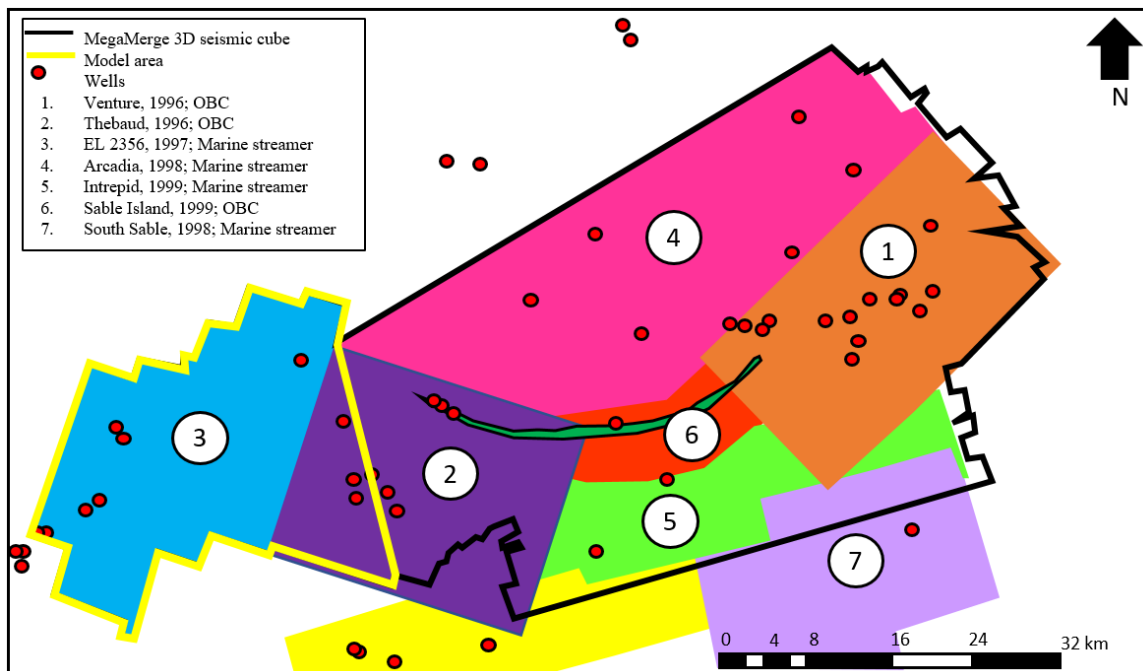 MegaMerge 3D seismic cube
Model area
Wells
1. Venture, 1996; OBC
2. Thebaud, 1996; OBC
3. EL 2356, 1997; Marine streamer
4. Arcadia, 1998; Marine streamer
5. Intrepid, 1999; Marine streamer
6. Sable Island, 1999; OBC
7. South Sable, 1998; Marine streamer
N
4
1
3
6
2
5
7
0 4 8 16 24 32 km